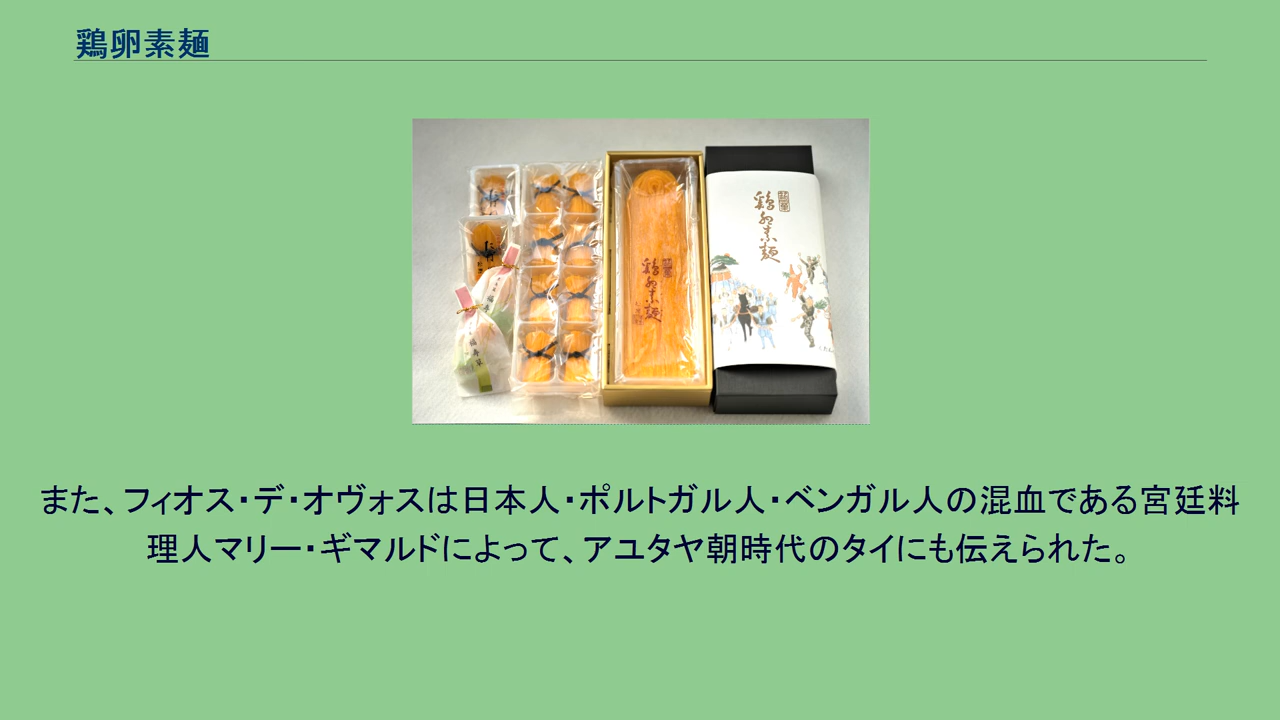 鶏卵素麺
鶏卵素麺
鶏卵素麺
また、フィオス・デ・オヴォスは日本人・ポルトガル人・ベンガル人の混血である宮廷料
理人マリー・ギマルドによって、アユタヤ朝時代のタイにも伝えられた。